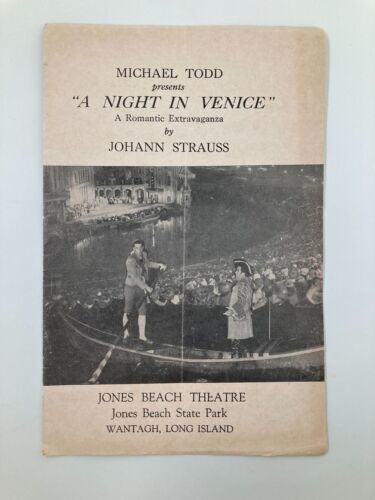 MICHAEL TODD
presents
"A NIGHT IN VENICE"
A Romantic Extravaganza
by
JOHANN STRAUSS
JONES BEACH THEATRE
Jones Beach State Park
WANTAGH, LONG ISLAND